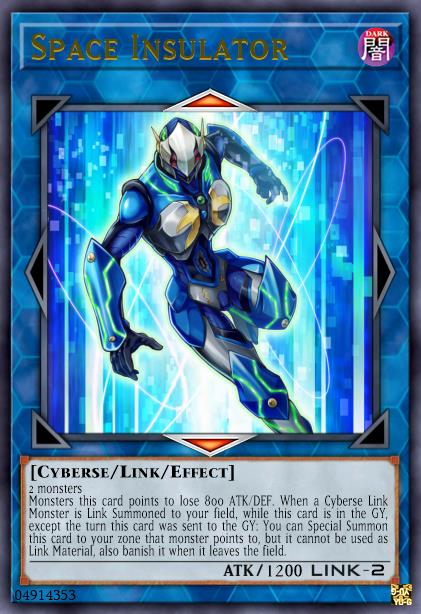 SPACE INSULATOR
DARK
闇
[CYBERSE/LINK/EFFECT]
2 monsters
Monsters this card points to lose 800 ATK/DEF. When a Cyberse Link
Monster is Link Summoned to your field, while this card is in the GY,
except the turn this card was sent to the GY: You can Special Summon
this card to your zone that monster points to, but it cannot be used as
Link Material, also banish it when it leaves the field.
ATK/1200 LINK-2
04914353